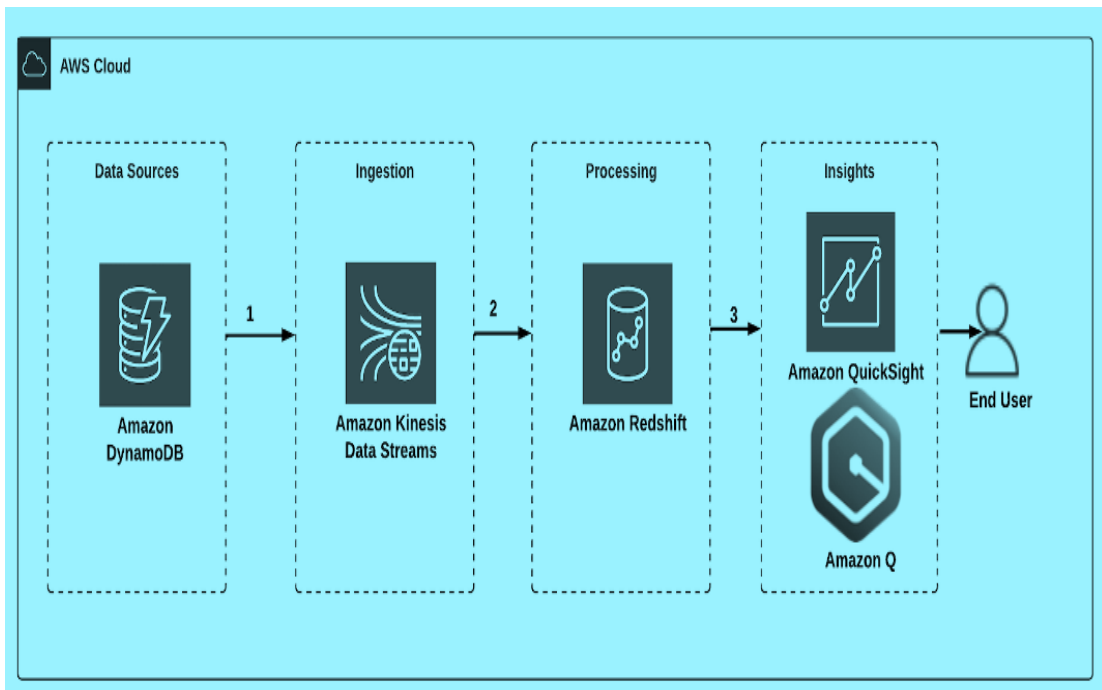 AWS Cloud
Data Sources
Ingestion
Processing
Insights
1
2
3
Amazon
DynamoDB
Amazon Kinesis
Data Streams
Amazon Redshift
Amazon QuickSight
Amazon Q
End User